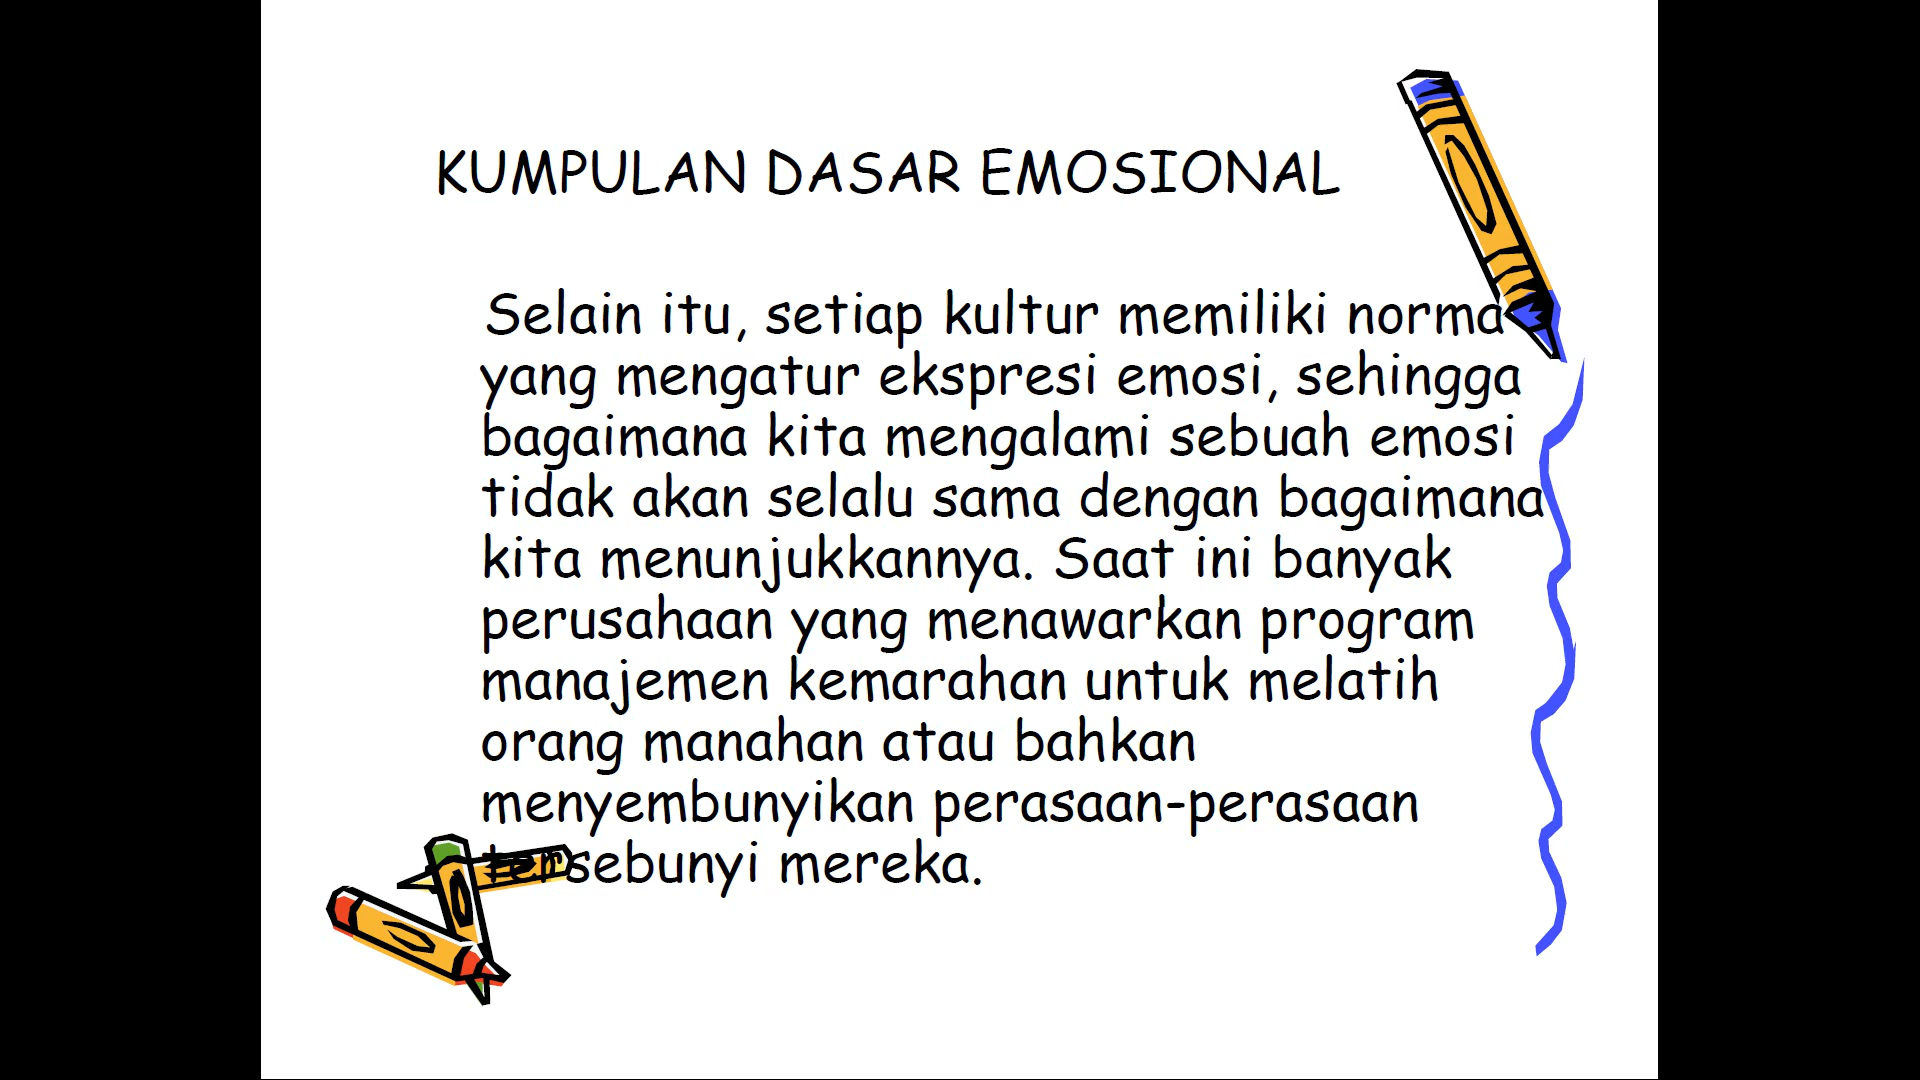 KUMPULAN DASAR EMOSIONAL
Selain itu, setiap kultur memiliki norma
yang mengatur ekspresi emosi, sehingga
bagaimana kita mengalami sebuah emosi
tidak akan selalu sama dengan bagaimana
kita menunjukkannya. Saat ini banyak
perusahaan yang menawarkan program
manajemen kemarahan untuk melatih
orang manahan atau bahkan
menyembunyikan perasaan-perasaan
tersebunyi mereka.